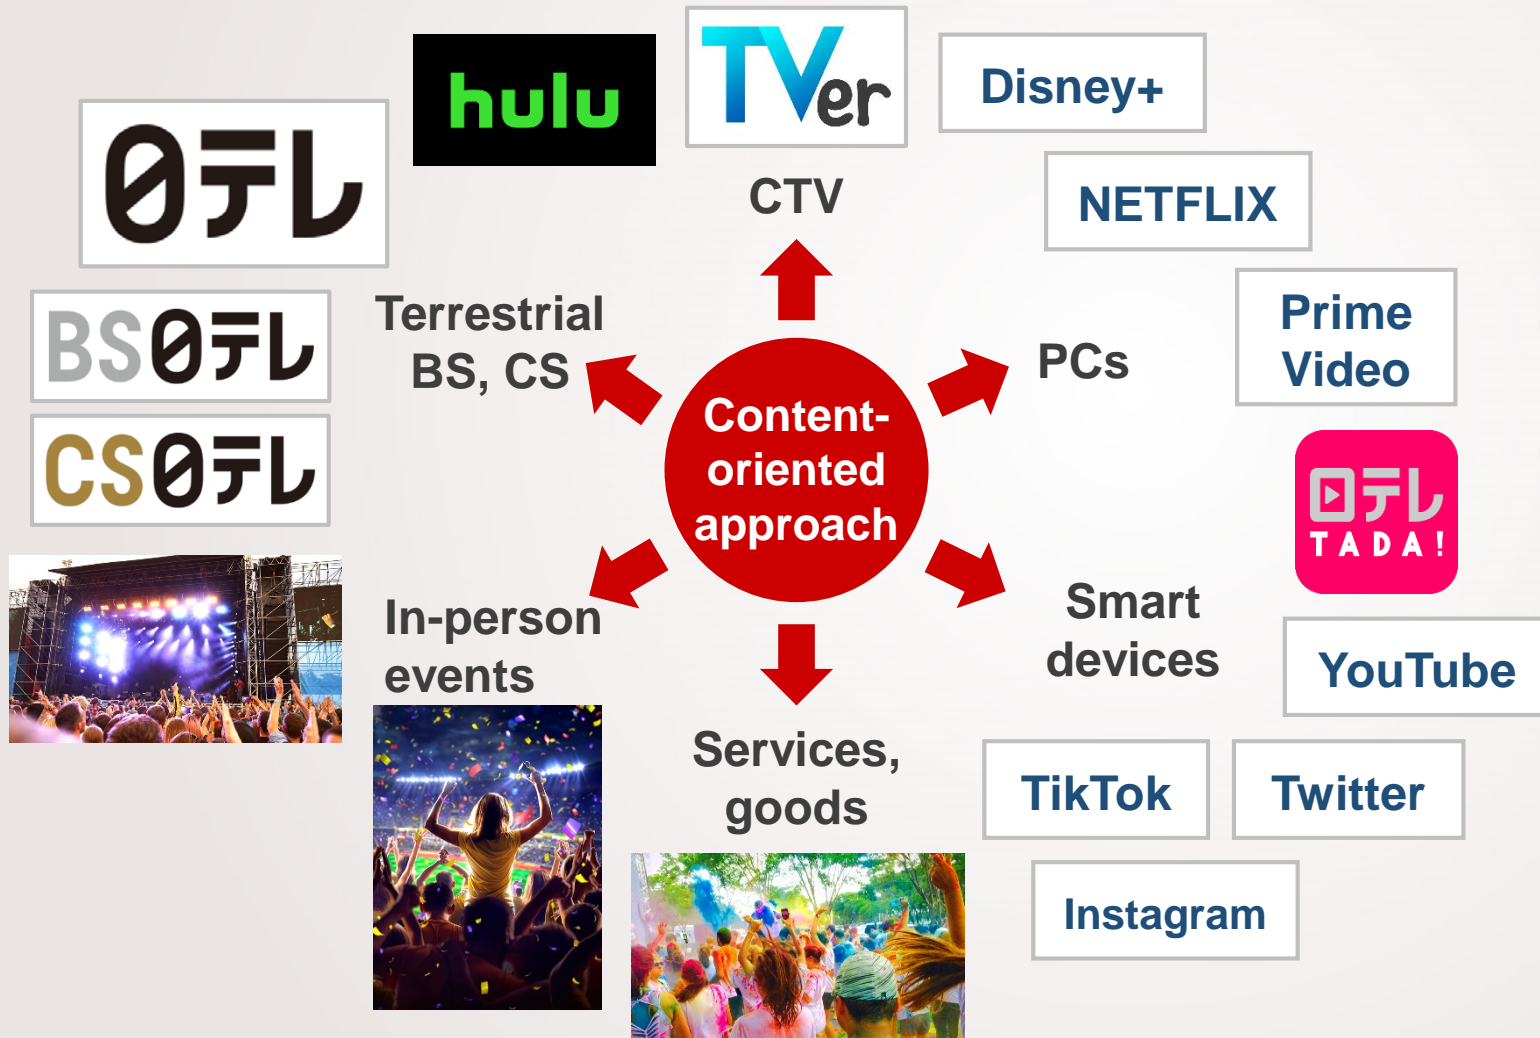 hulu
TVer
Disney+
日テレ
CTV
NETFLIX
Terrestrial
BS, CS
BS日テレ
CS日テレ
PCs
Prime
Video
Content-
oriented
approach
日テレ
TADA!
In-person
events
Smart
devices
YouTube
Services,
goods
TikTok
Twitter
Instagram